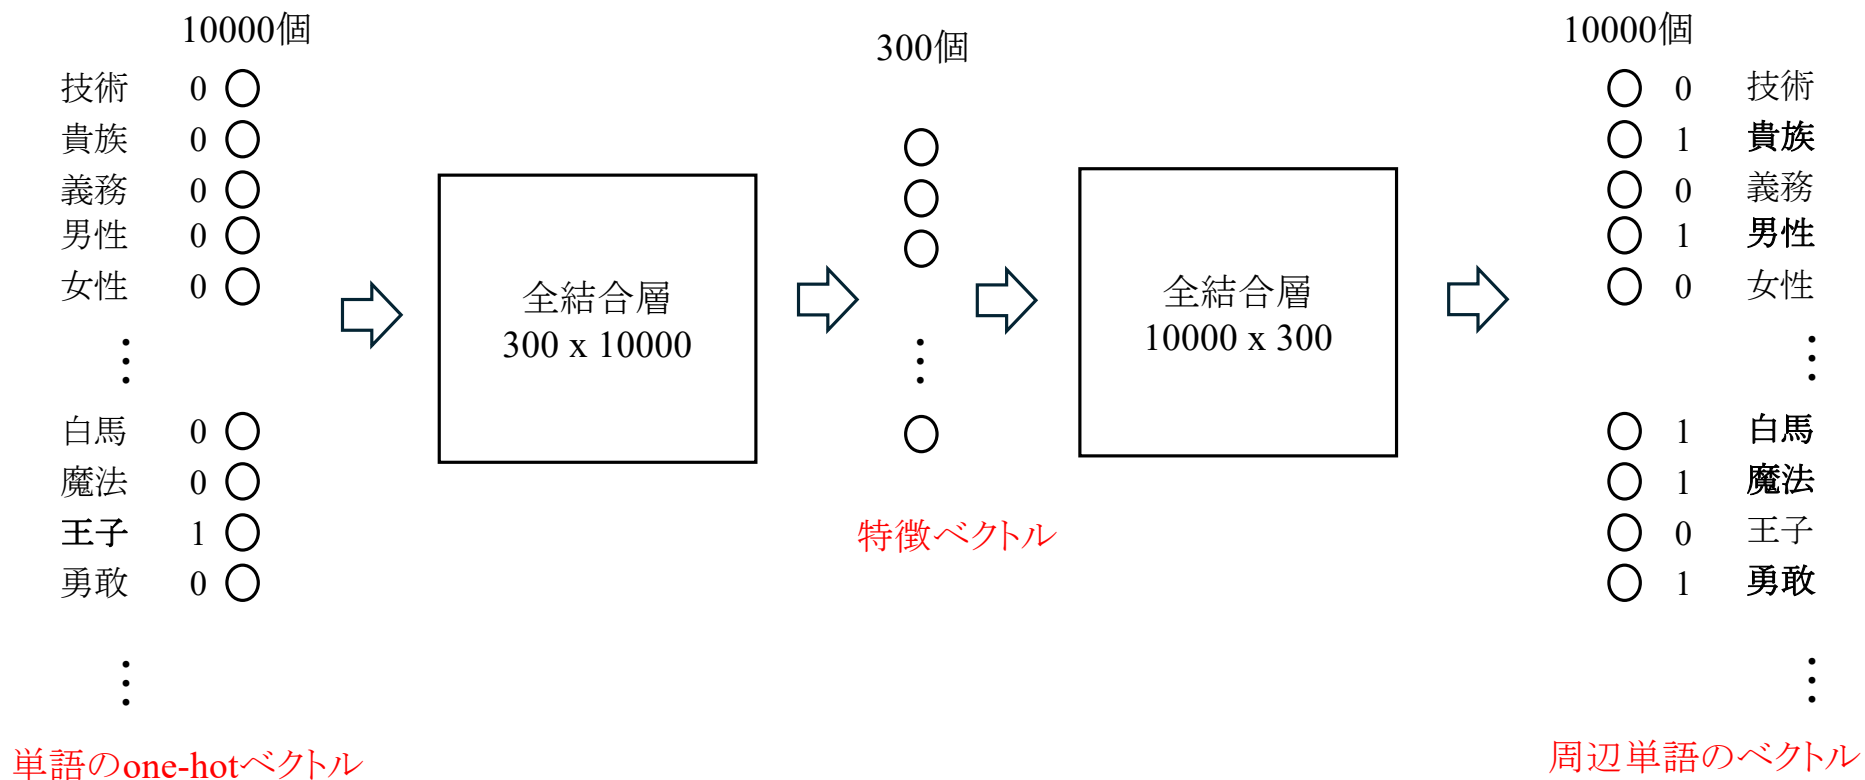 10000個
技術 0
貴族 0
義務 0
男性 0
女性 0
⋮
白馬 0
魔法 0
王子 1
勇敢 0
⋮
単語のone-hotベクトル
全結合層
300 x 10000
300個
⋮
特徴ベクトル
全結合層
10000 x 300
10000個
0 技術
1 貴族
0 義務
1 男性
0 女性
⋮
1 白馬
1 魔法
0 王子
1 勇敢
⋮
周辺単語のベクトル